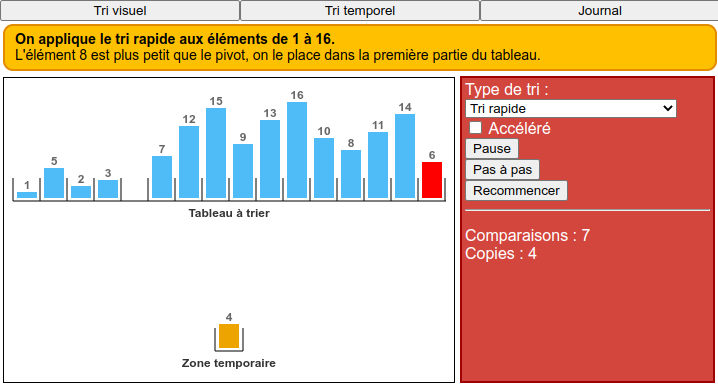 Tri visuel Tri temporel Journal
On applique le tri rapide aux éléments de 1 à 16.
L'élément 8 est plus petit que le pivot, on le place dans la première partie du tableau.
Type de tri :
Tri rapide
Accéléré
Pause
Pas à pas
Recommencer
Comparaisons : 7
Copies : 4
1 5 2 3 7 12 15 9 13 16 10 8 11 14 6
Tableau à trier
4
Zone temporaire